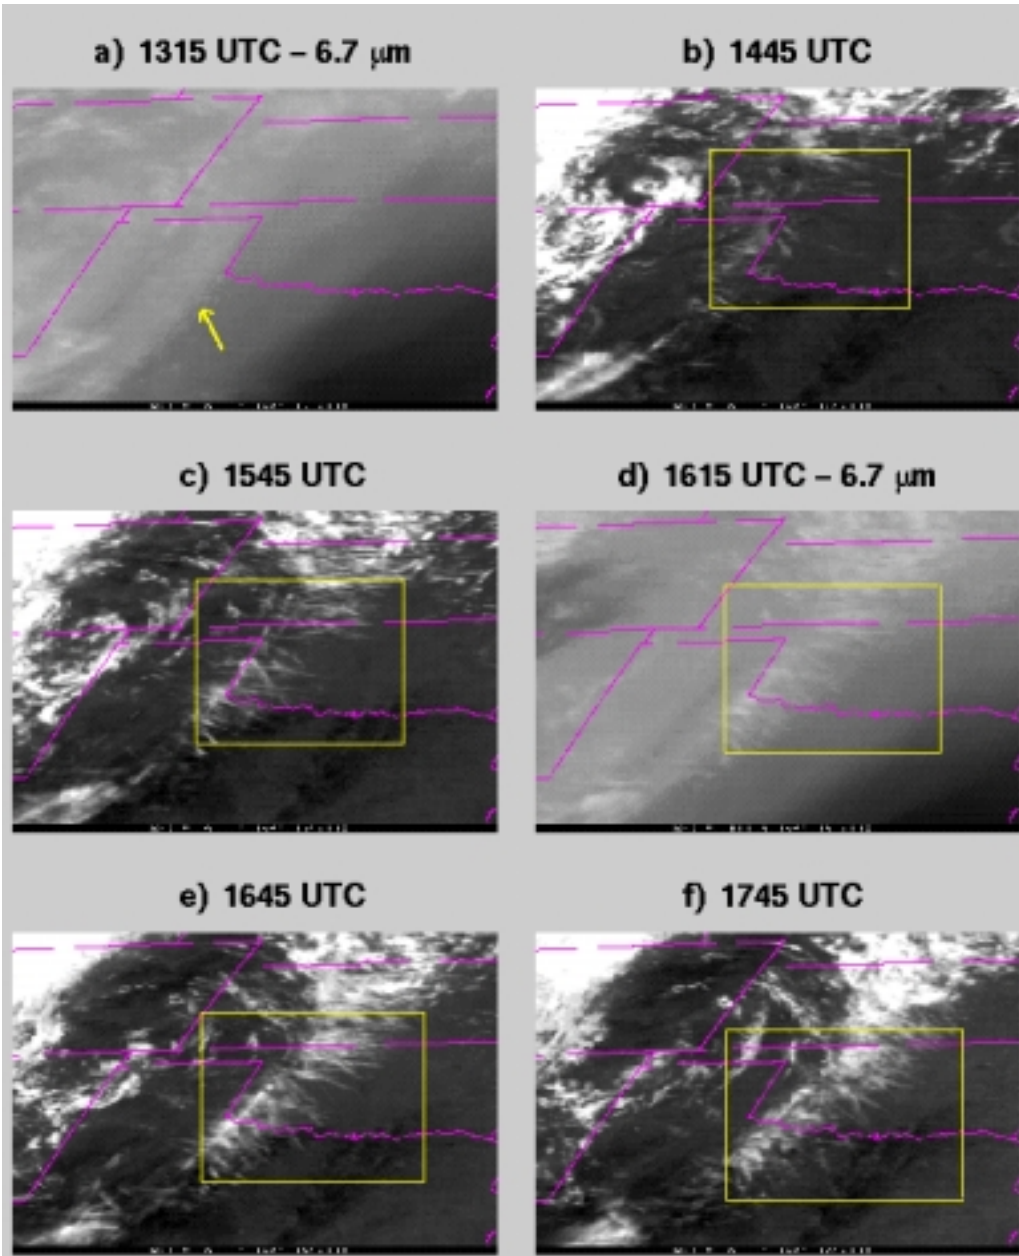 a) 1315 UTC – 6.7 μm
b) 1445 UTC
c) 1545 UTC
d) 1615 UTC – 6.7 μm
e) 1645 UTC
f) 1745 UTC